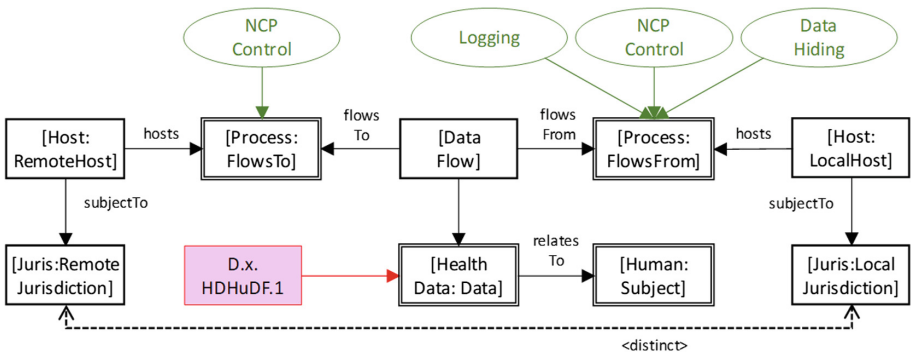 NCP
Control
Logging
NCP
Control
Data
Hiding
[Host:
RemoteHost]
hosts
[Process:
FlowsTo]
flows
To
[Data
Flow]
flows
From
[Process:
FlowsFrom]
hosts
[Host:
LocalHost]
subjectTo
subjectTo
[Juris:Remote
Jurisdiction]
D.x.
HDHuDF.1
[Health
Data: Data]
relates
To
[Human:
Subject]
[Juris:Local
Jurisdiction]
<distinct>